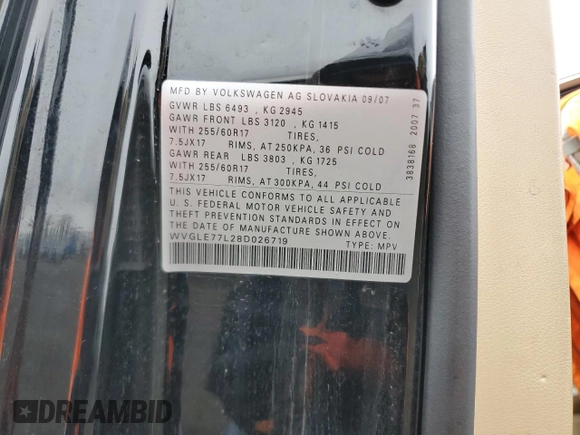 MFD BY VOLKSWAGEN AG SLOVAKIA 09/07
GVWR LBS 6493 , KG 2945
GAWR FRONT LBS 3120 , KG 1415
WITH 255/60R17 TIRES,
7.5JX17 RIMS, AT 250KPA, 36 PSI COLD
GAWR REAR LBS 3803 , KG 1725
WITH 255/60R17 TIRES,
7.5JX17 RIMS, AT 300KPA, 44 PSI COLD
THIS VEHICLE CONFORMS TO ALL APPLICABLE
U. S. FEDERAL MOTOR VEHICLE SAFETY AND
THEFT PREVENTION STANDARDS IN EFFECT ON
THE DATE OF MANUFACTURE SHOWN ABOVE.
WVGLE77L28D026719 TYPE: MPV
3838168 2007 37
DREAMBID